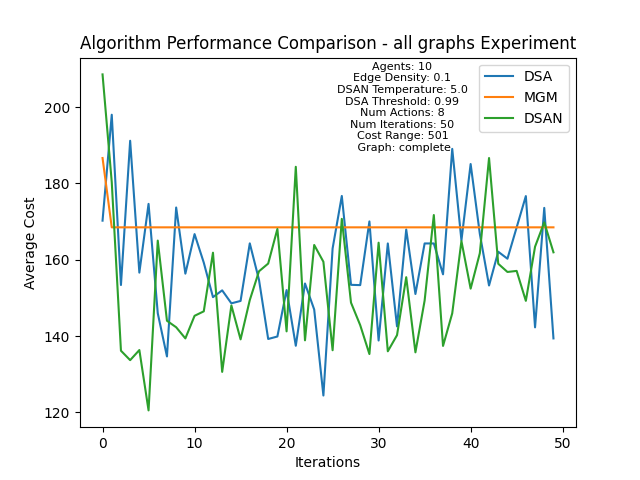 Algorithm Performance Comparison - all graphs Experiment
Agents: 10
Edge Density: 0.1
DSAN Temperature: 5.0
DSA Threshold: 0.99
Num Actions: 8
Num Iterations: 50
Cost Range: 501
Graph: complete
DSA
MGM
DSAN
Average Cost
200
180
160
140
120
0 10 20 30 40 50
Iterations